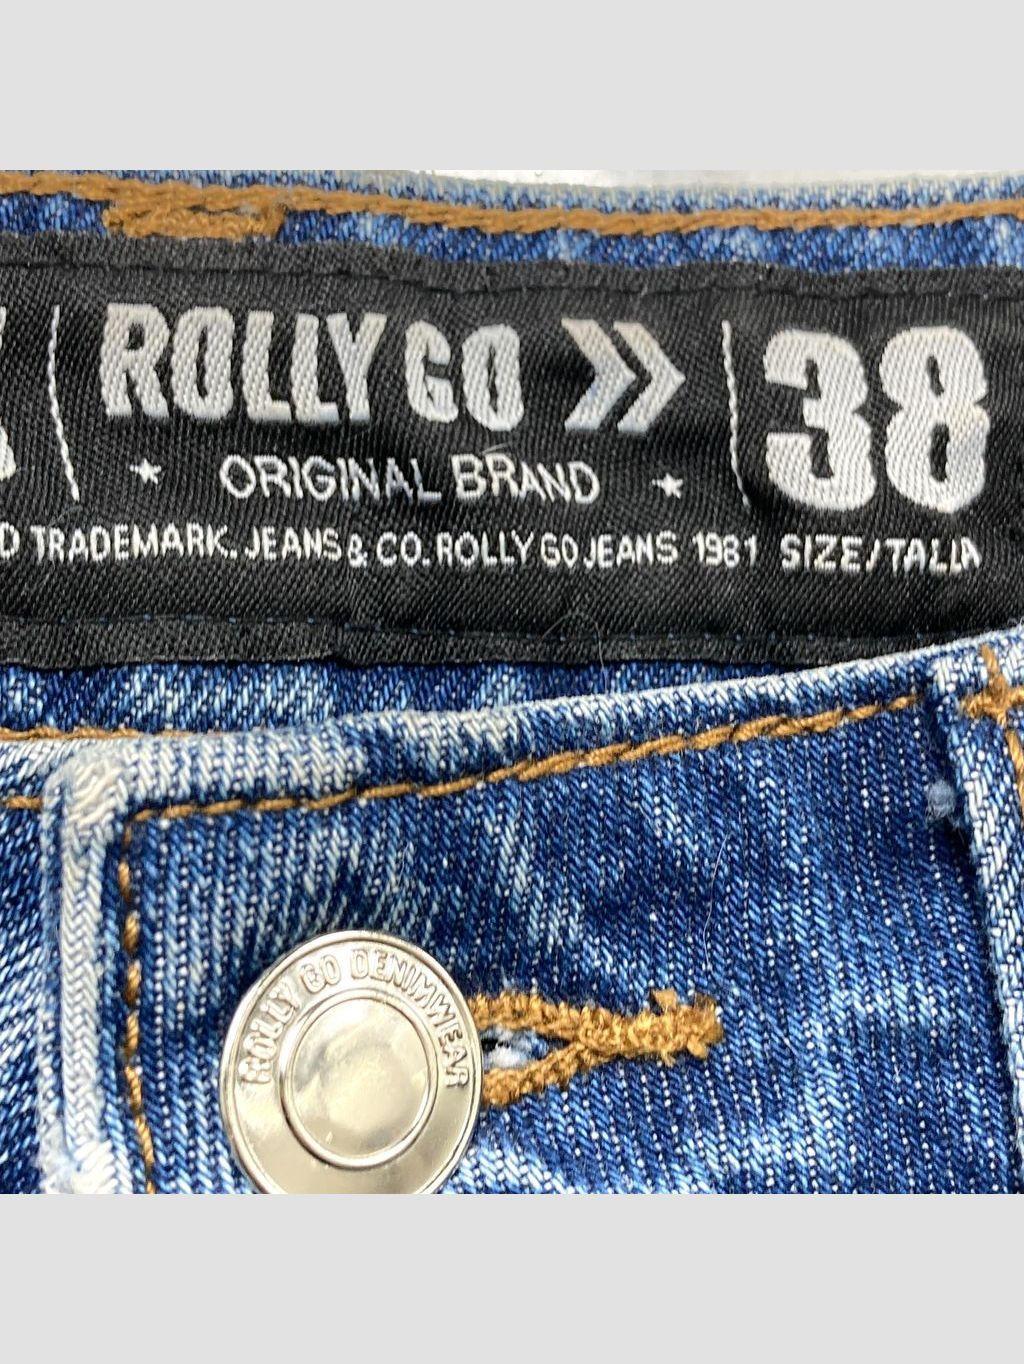 ROLLY GO 38
ORIGINAL BRAND
TRADEMARK. JEANS & CO. ROLLY GO JEANS 1981 SIZE/TALLA
ROLLY GO DENIMWEAR